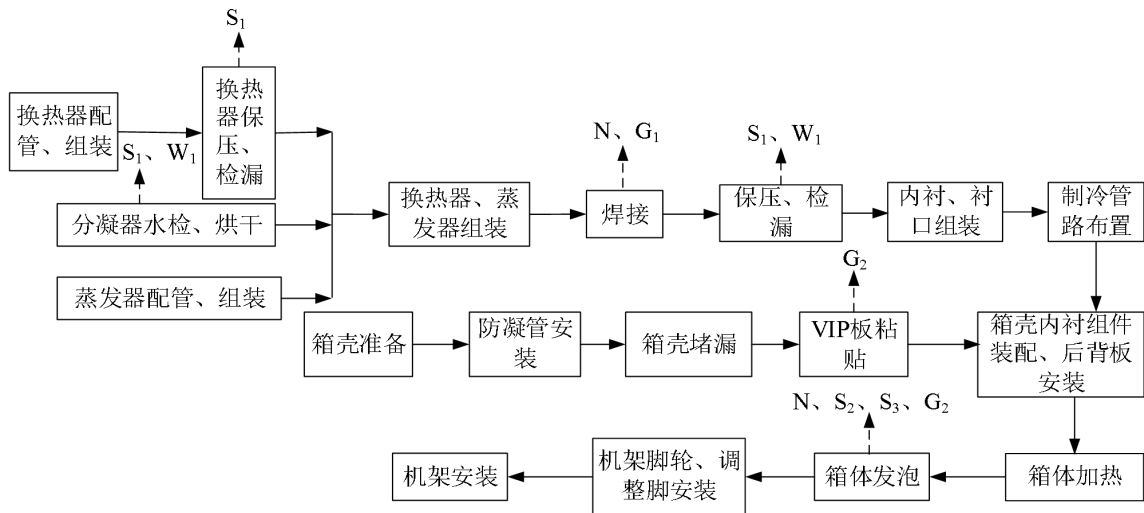 S₁
换热器配
管、组装
换热
器保
压、
检漏
S₁、W₁
分凝器水检、烘干
蒸发器配管、组装
换热器、蒸
发器组装
N、G₁
焊接
S₁、W₁
保压、检
漏
内衬、衬
口组装
制冷管
路布置
箱壳准备
防凝管安
装
箱壳堵漏
G₂
VIP板粘
贴
箱壳内衬组件
装配、后背板
安装
箱体加热
N、S₂、S₃、G₂
箱体发泡
机架脚轮、调
整脚安装
机架安装